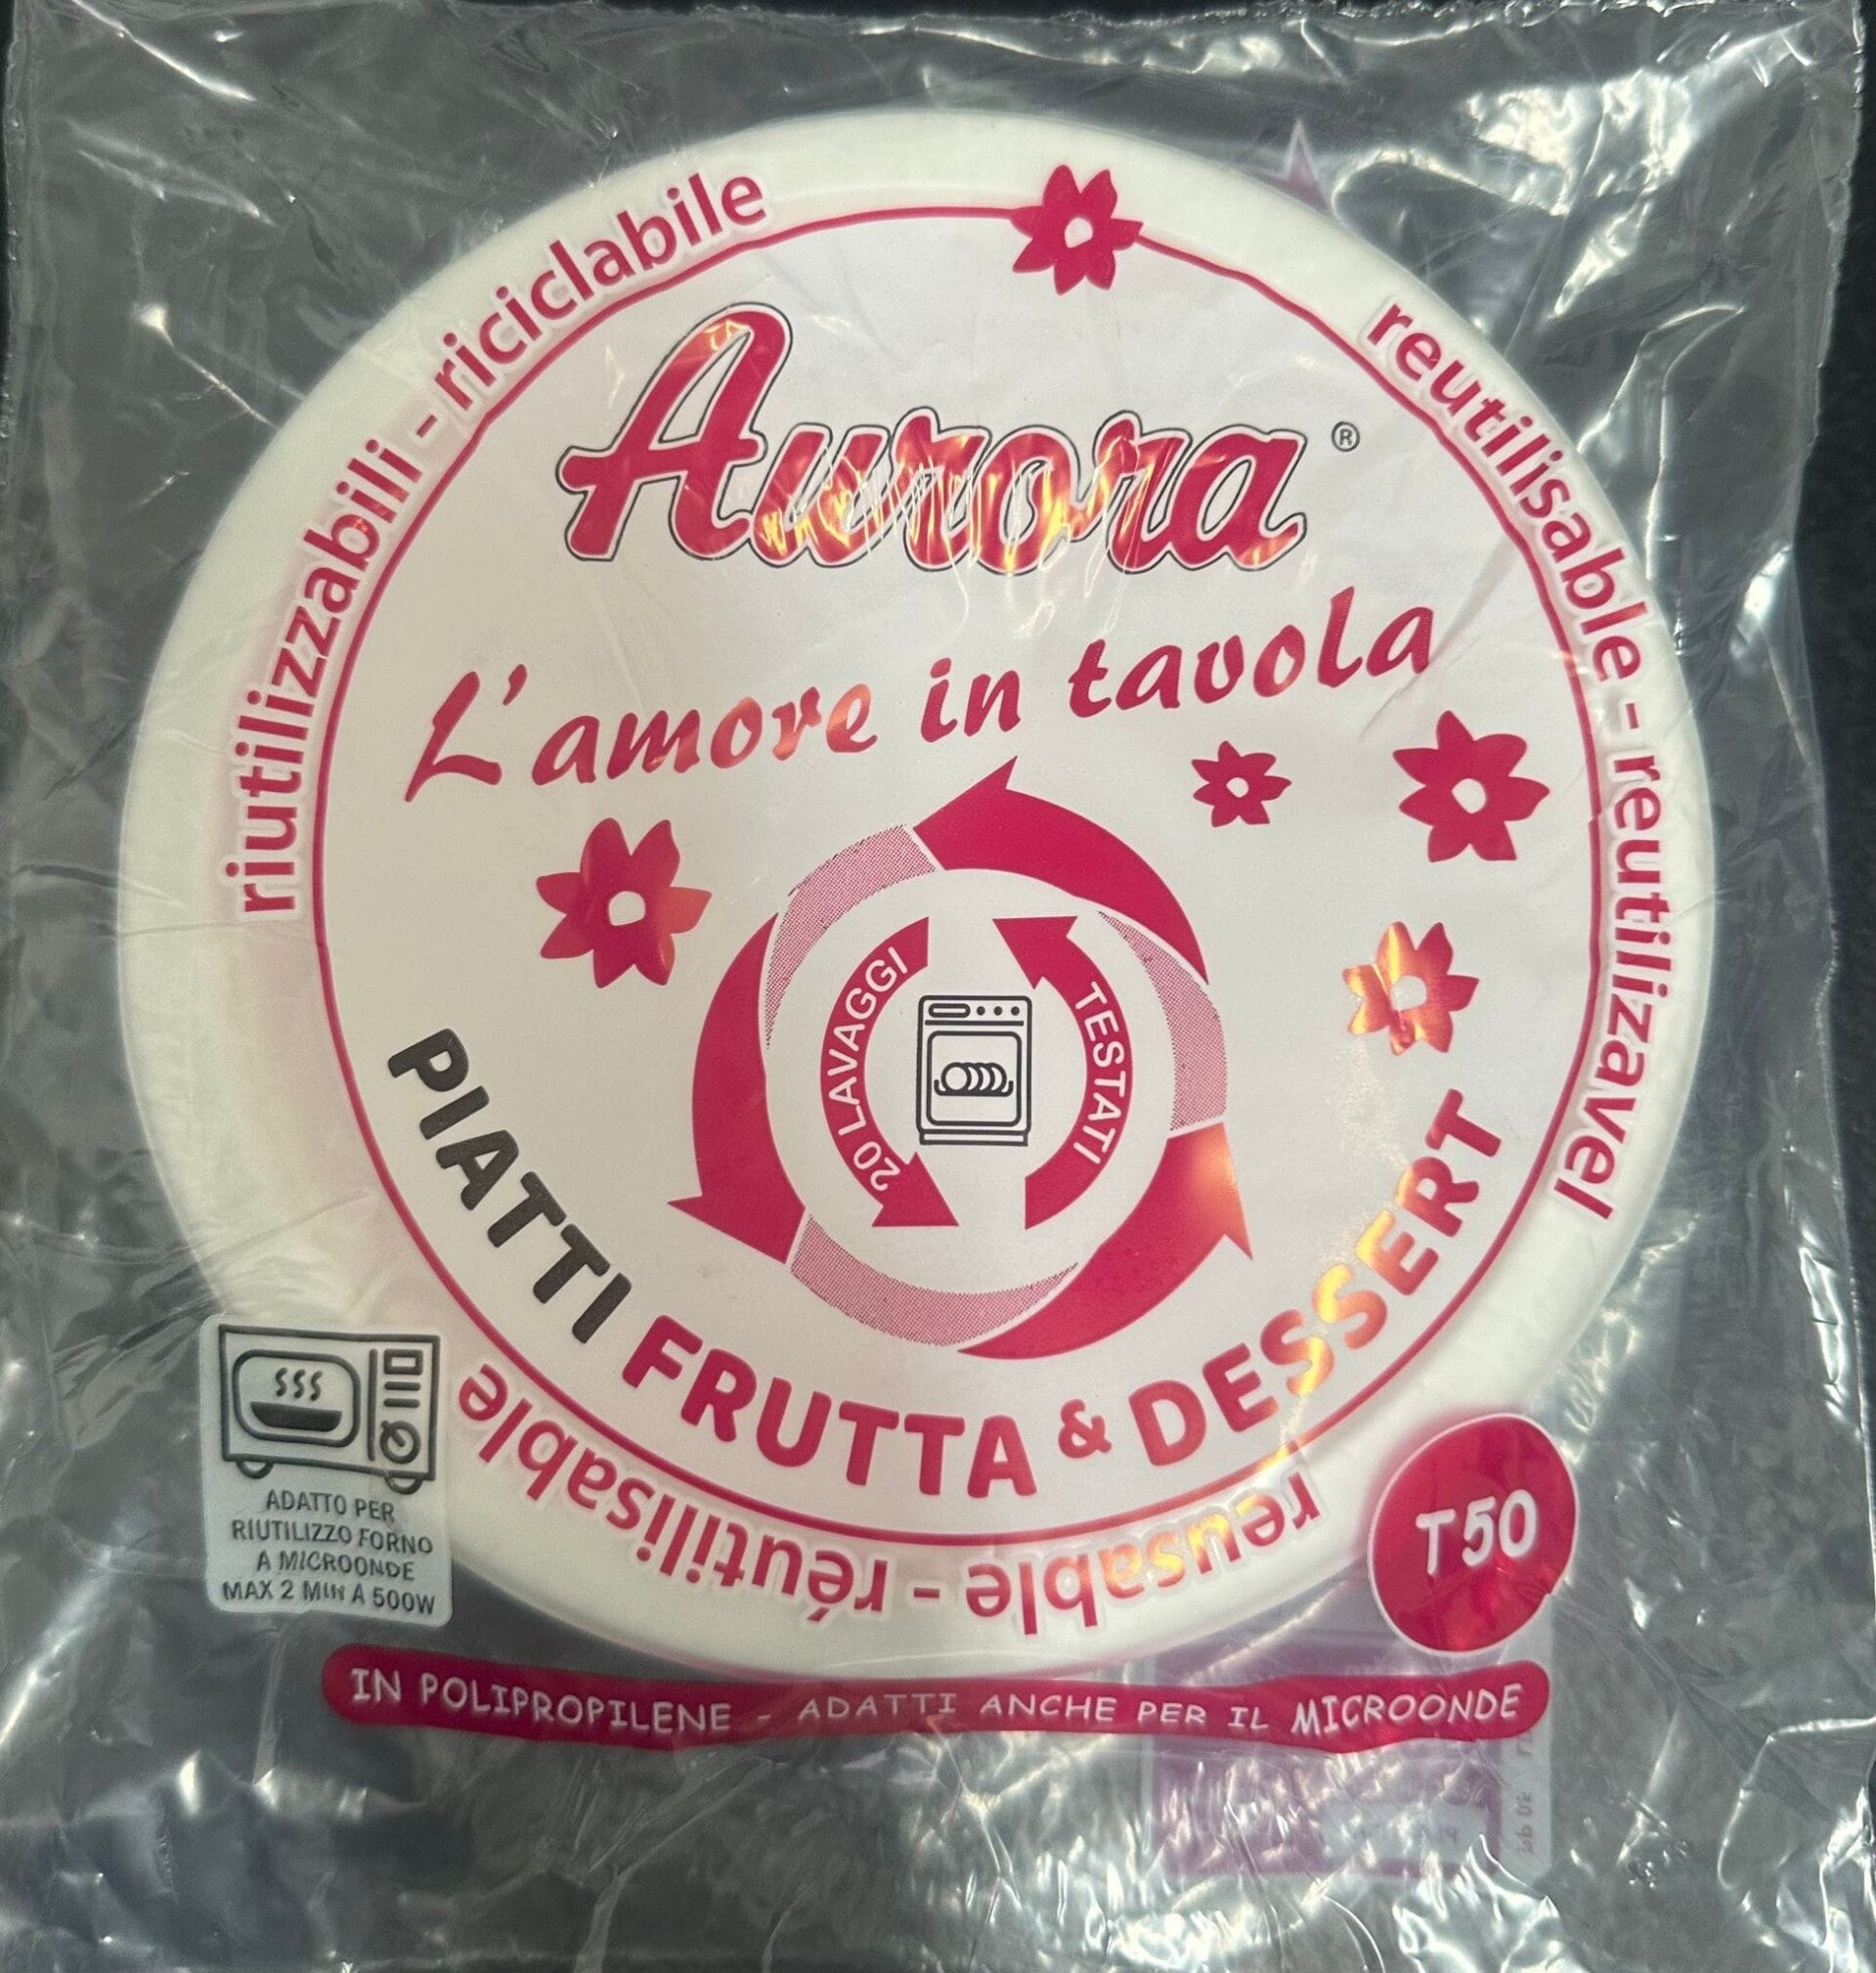 riutilizzabili - riciclabile
reutilisable - reutilizavel
Aurora ®
L'amore in tavola
20 LAVAGGI
TESTATI
PIATTI FRUTTA & DESSERT
reusable - réutilisable
T50
ADATTO PER
RIUTILIZZO FORNO
A MICROONDE
MAX 2 MIN A 500W
IN POLIPROPILENE - ADATTI ANCHE PER IL MICROONDE